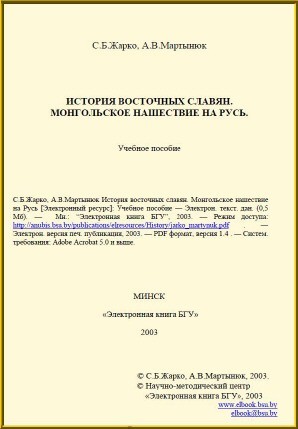 С.Б.Жарко, А.В.Мартынюк
ИСТОРИЯ ВОСТОЧНЫХ СЛАВЯН.
МОНГОЛЬСКОЕ НАШЕСТВИЕ НА РУСЬ.
Учебное пособие
С.Б.Жарко, А.В.Мартынюк История восточных славян. Монгольское нашествие
на Русь [Электронный ресурс]: Учебное пособие — Электрон. текст. дан. (0,5
Мб). — Мн.: “Электронная книга БГУ”, 2003. — Режим доступа:
http://anubis.bsu.by/publications/elresources/History/jarko_martynuk.pdf . —
Электрон. версия печ. публикации, 2003. — PDF формат, версия 1.4 . — Систем.
требования: Adobe Acrobat 5.0 и выше.
МИНСК
«Электронная книга БГУ»
2003
© С.Б.Жарко, А.В.Мартынюк, 2003.
© Научно-методический центр
«Электронная книга БГУ», 2003
www.elbook.bsu.by
elbook@bsu.by